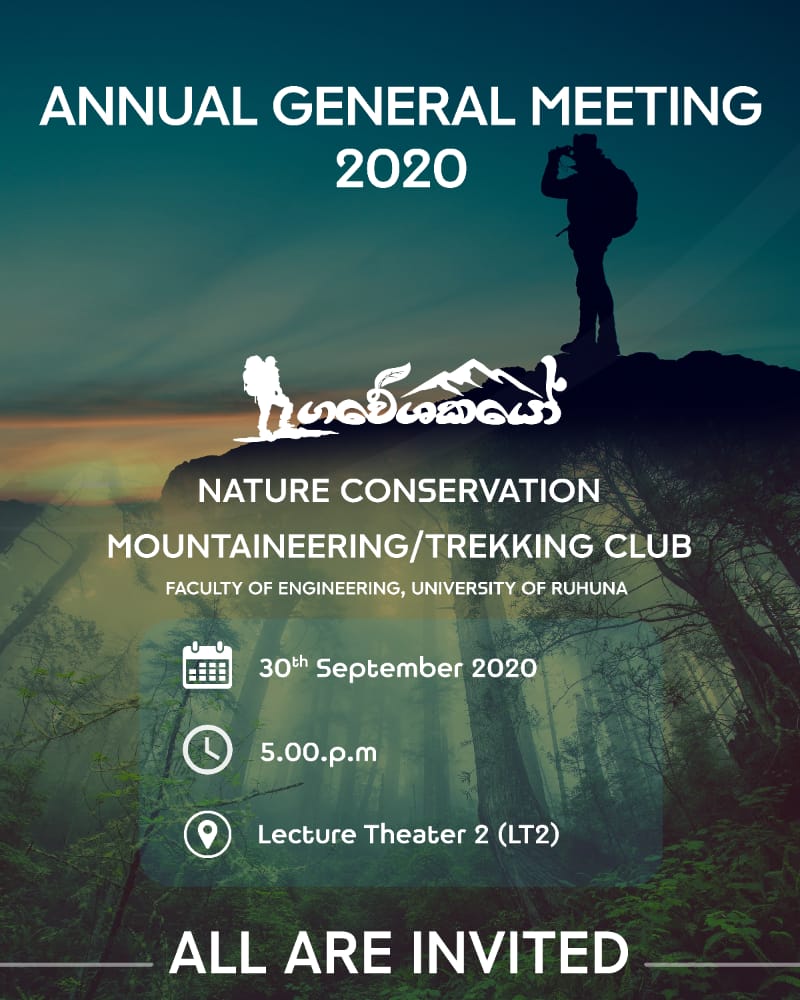 ANNUAL GENERAL MEETING
2020
ගවේශකයෝ
NATURE CONSERVATION
MOUNTAINEERING/TREKKING CLUB
FACULTY OF ENGINEERING, UNIVERSITY OF RUHUNA
30th September 2020
5.00.p.m
Lecture Theater 2 (LT2)
ALL ARE INVITED